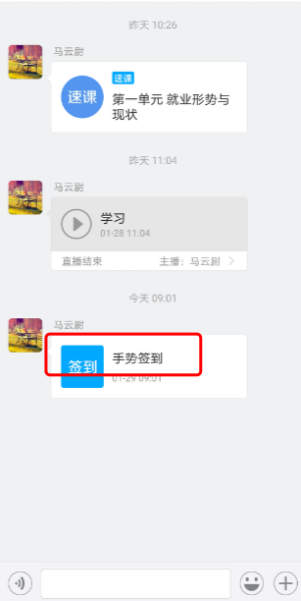 昨天 10:26
马云尉
速课
速课
第一单元 就业形势与
现状
昨天 11:04
马云尉
学习
01-28 11:04
直播结束 主播：马云尉
今天 09:01
马云尉
签到
手势签到
01-29 09:01